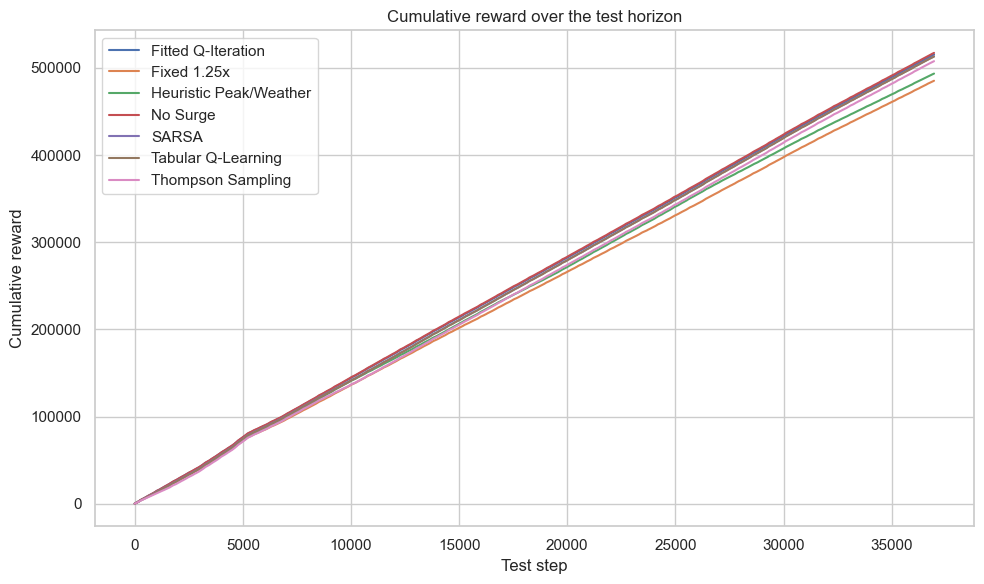 Cumulative reward over the test horizon
Fitted Q-Iteration
Fixed 1.25x
Heuristic Peak/Weather
No Surge
SARSA
Tabular Q-Learning
Thompson Sampling
Cumulative reward
500000
400000
300000
200000
100000
0
0 5000 10000 15000 20000 25000 30000 35000
Test step